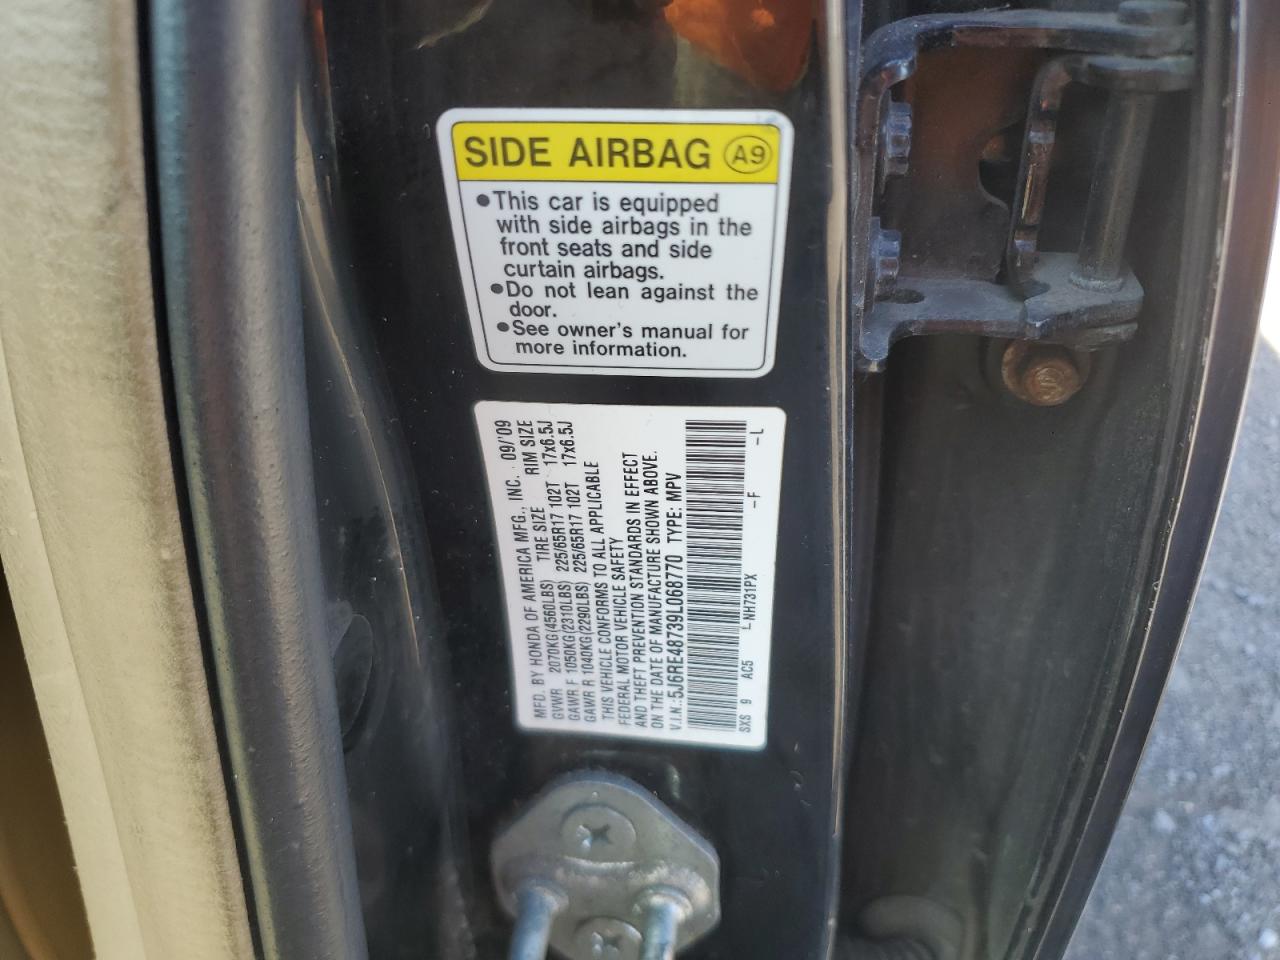 SIDE AIRBAG A9
•This car is equipped
with side airbags in the
front seats and side
curtain airbags.
•Do not lean against the
door.
•See owner's manual for
more information.
MFD. BY HONDA OF AMERICA MFG., INC. 09/'09
GVWR 2070KG(4560LBS) TIRE SIZE RIM SIZE
GAWR F 1050KG(2310LBS) 225/65R17 102T 17x6.5J
GAWR R 1040KG(2290LBS) 225/65R17 102T 17x6.5J
THIS VEHICLE CONFORMS TO ALL APPLICABLE
FEDERAL MOTOR VEHICLE SAFETY
AND THEFT PREVENTION STANDARDS IN EFFECT
ON THE DATE OF MANUFACTURE SHOWN ABOVE.
V.I.N.:5J6RE48739L068770 TYPE: MPV
SXS 9 AC5 NH731PX -F -L